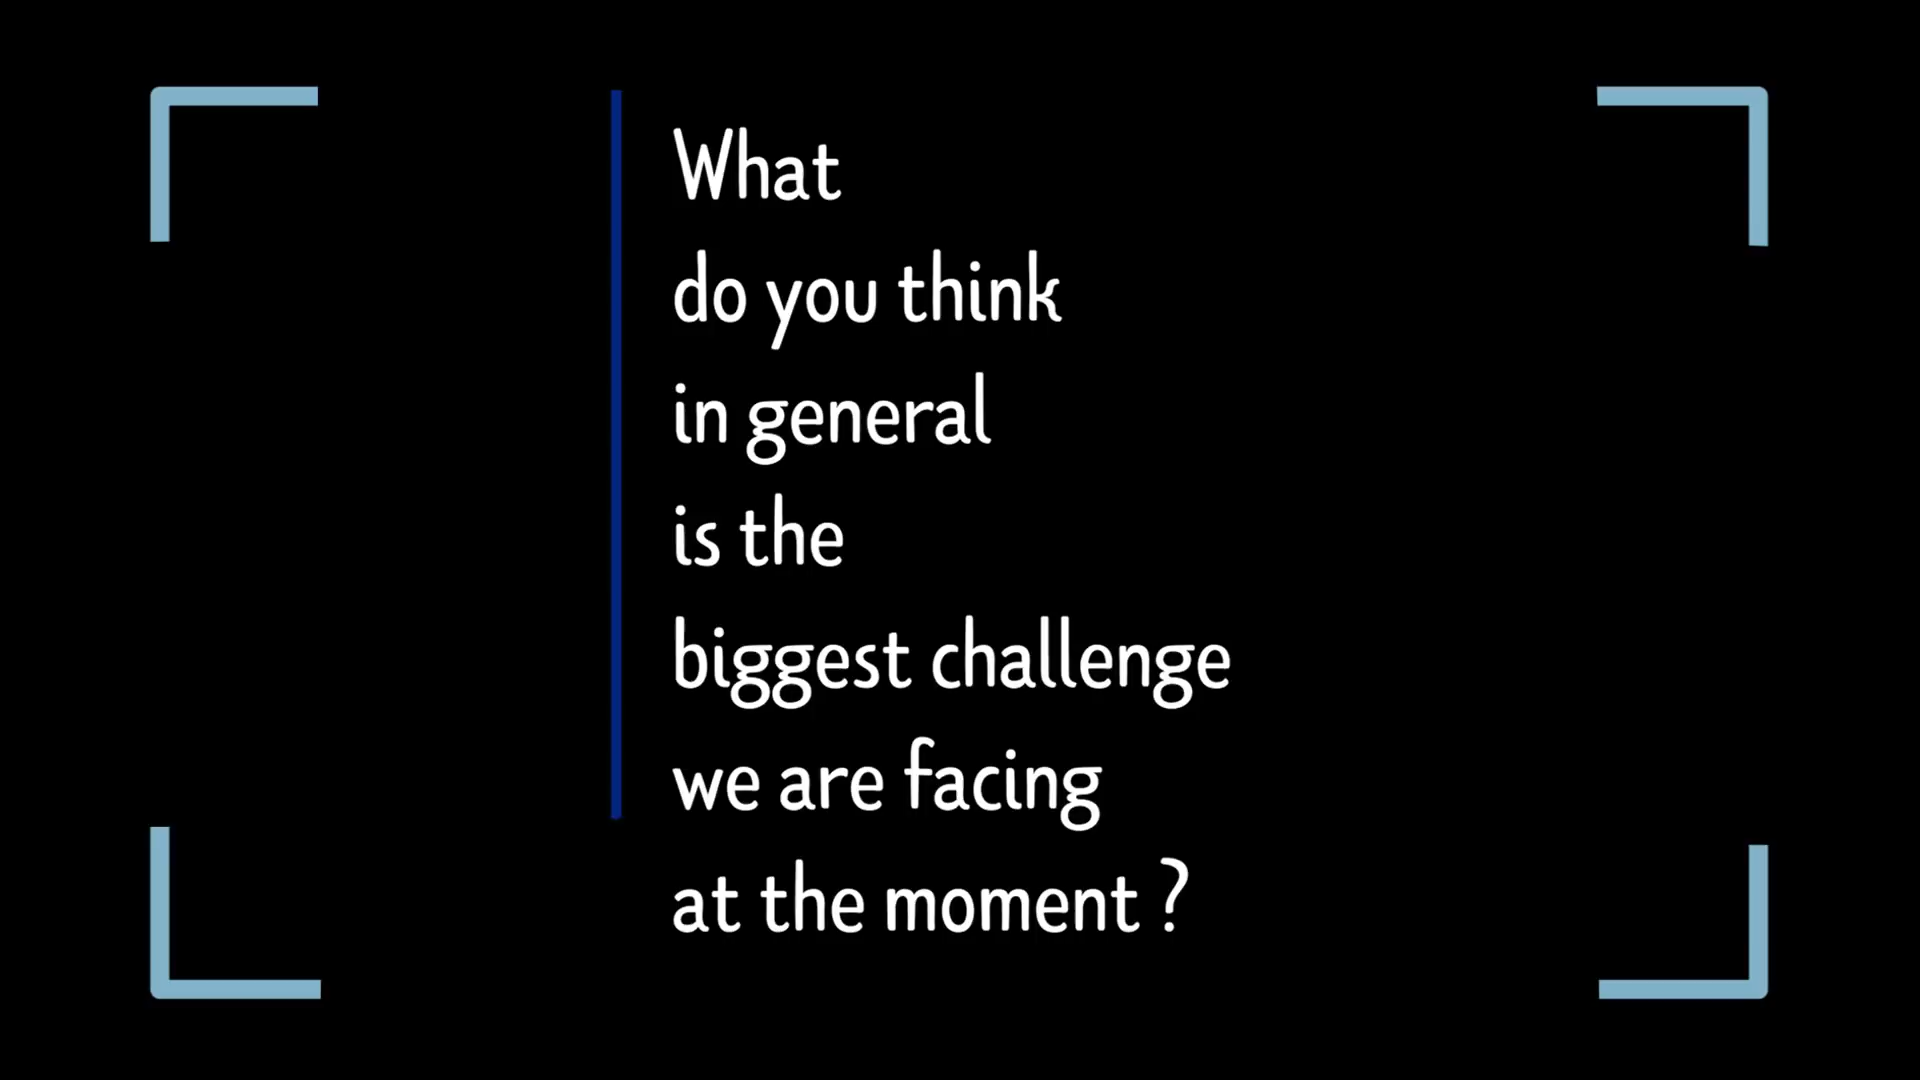 What
do you think
in general
is the
biggest challenge
we are facing
at the moment ?